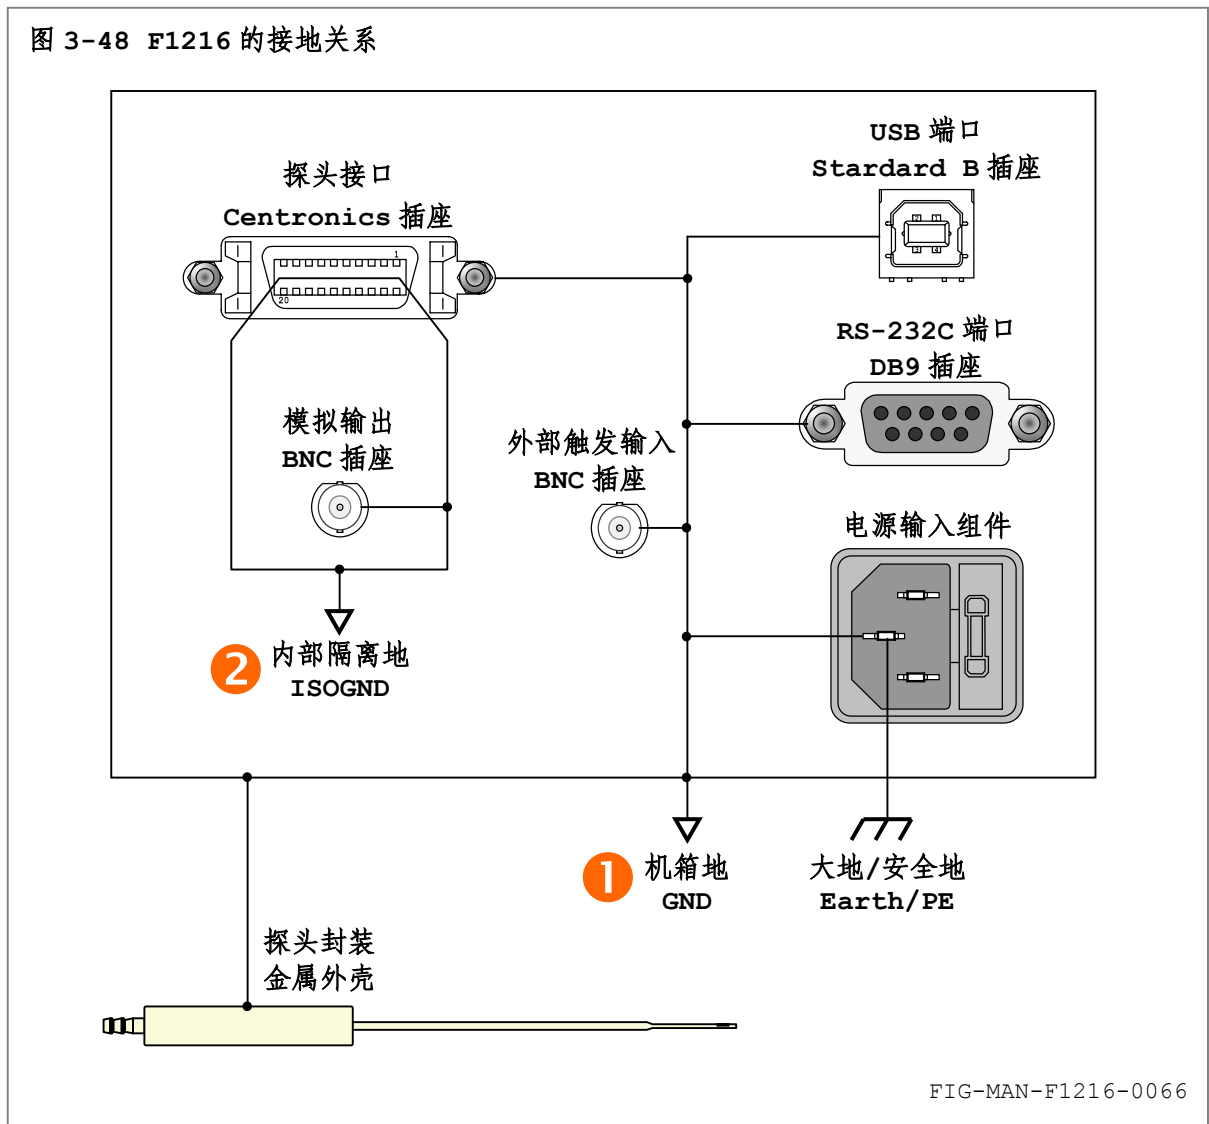 图 3-48 F1216 的接地关系
USB 端口
Stardard B 插座
探头接口
Centronics 插座
1
20
2 1
3 4
RS-232C 端口
DB9 插座
模拟输出
BNC 插座
外部触发输入
BNC 插座
电源输入组件
2
内部隔离地
ISOGND
1
机箱地
GND
大地/安全地
Earth/PE
探头封装
金属外壳
FIG-MAN-F1216-0066